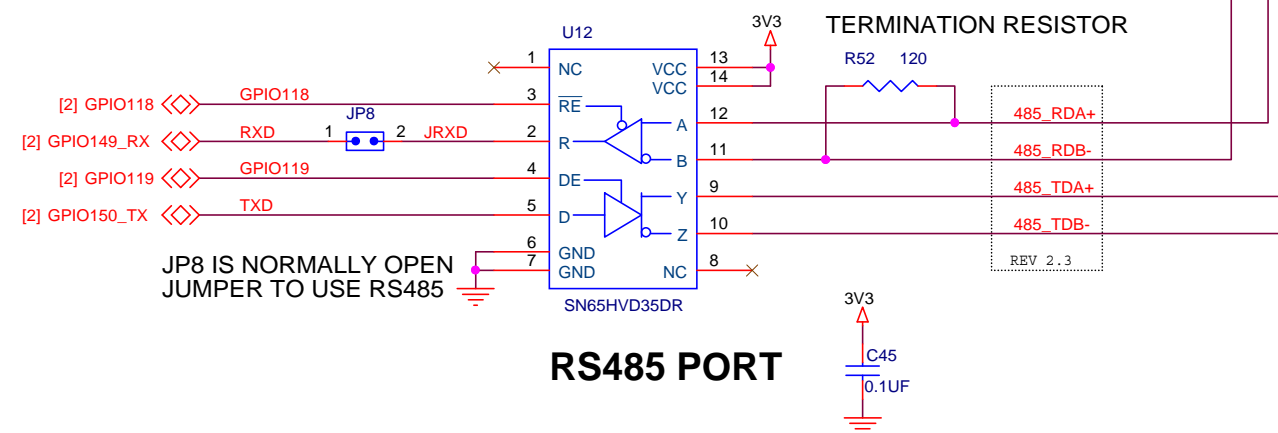 3V3
TERMINATION RESISTOR
U12
R52 120
1 NC VCC 13
VCC 14
[2] GPIO118 GPIO118 3 RE A 12 485_RDA+
JP8
[2] GPIO149_RX RXD 1 2 JRXD 2 R B 11 485_RDB-
[2] GPIO119 GPIO119 4 DE Y 9 485_TDA+
[2] GPIO150_TX TXD 5 D Z 10 485_TDB-
6 GND
7 GND NC 8
REV 2.3
JP8 IS NORMALLY OPEN
JUMPER TO USE RS485
SN65HVD35DR
3V3
RS485 PORT
C45
0.1UF